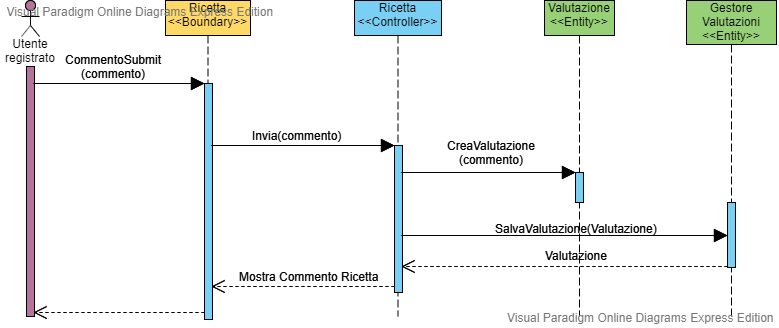 Visual Paradigm Online Diagrams Express Edition
Utente
registrato
Ricetta
<<Boundary>>
Ricetta
<<Controller>>
Valutazione
<<Entity>>
Gestore
Valutazioni
<<Entity>>
CommentoSubmit
(commento)
Invia(commento)
CreaValutazione
(commento)
SalvaValutazione(Valutazione)
Valutazione
Mostra Commento Ricetta
Visual Paradigm Online Diagrams Express Edition